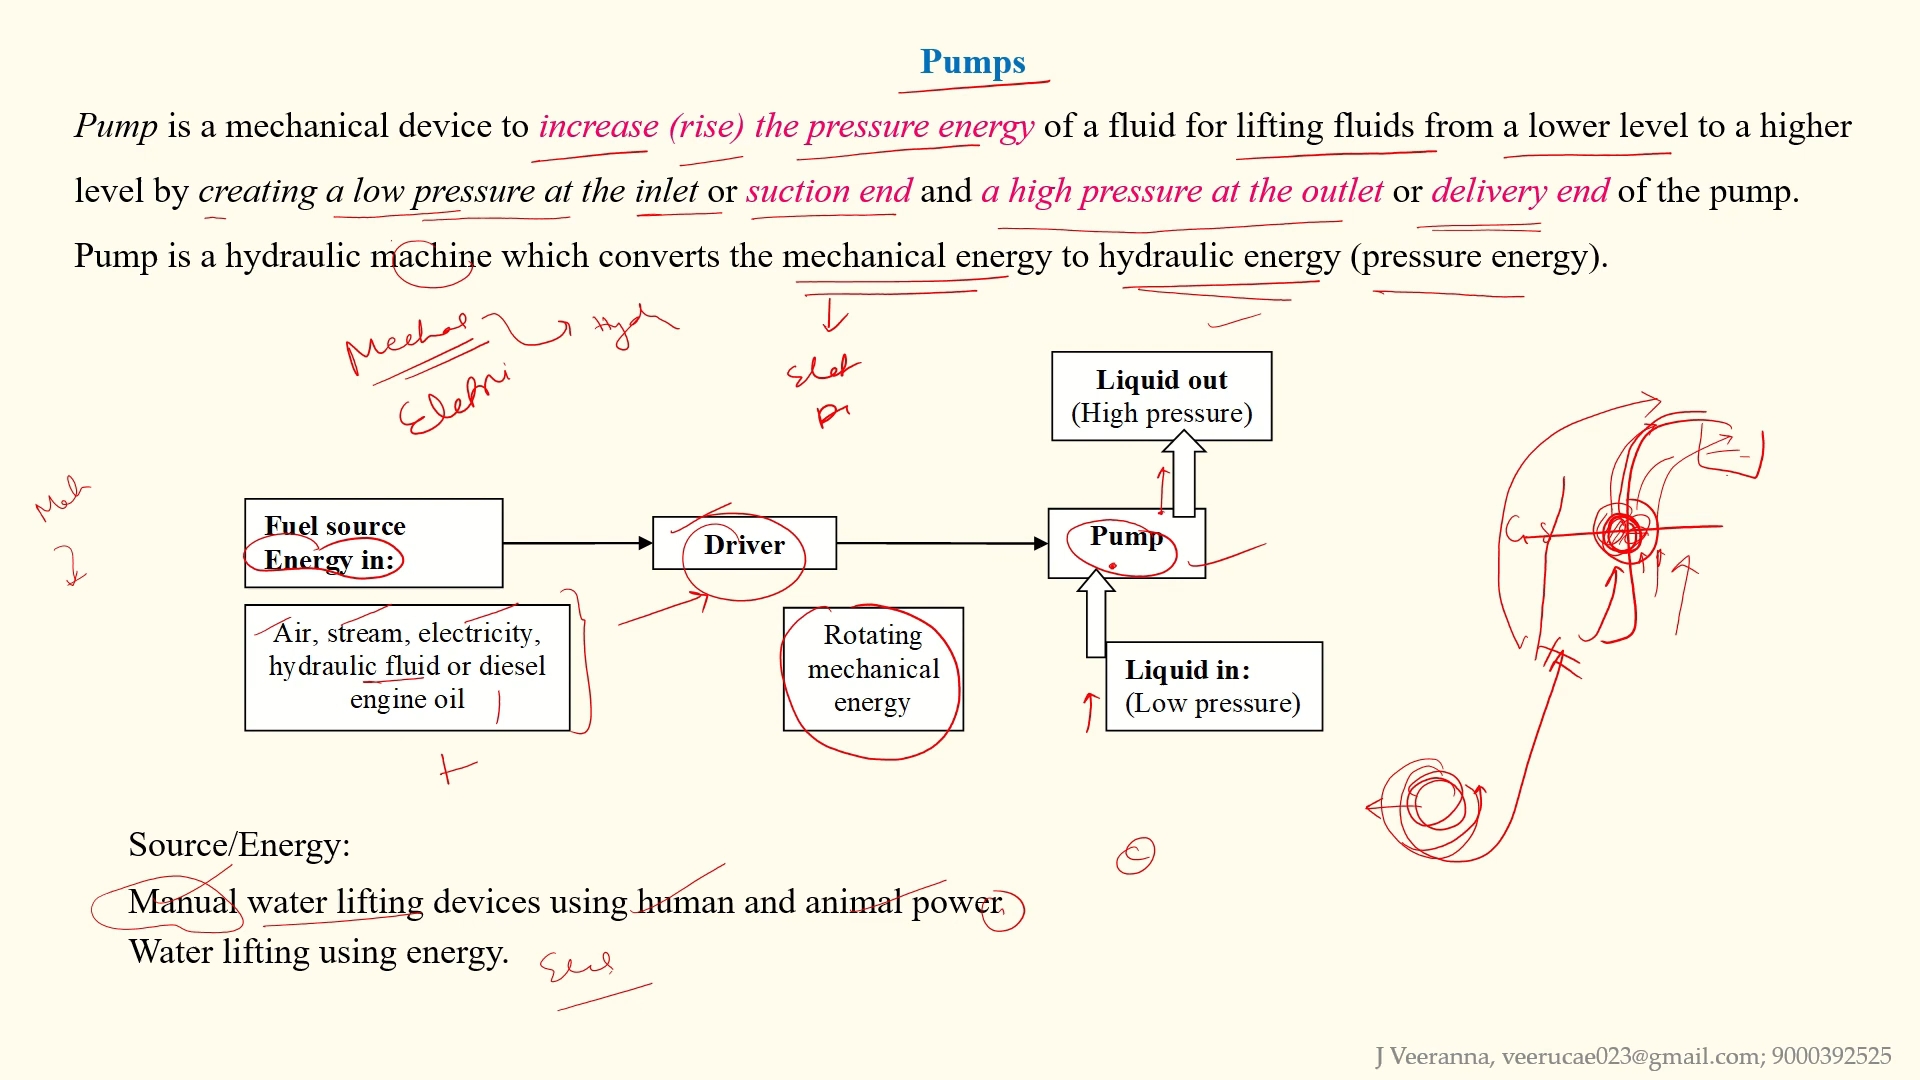 Pumps
Pump is a mechanical device to increase (rise) the pressure energy of a fluid for lifting fluids from a lower level to a higher
level by creating a low pressure at the inlet or suction end and a high pressure at the outlet or delivery end of the pump.
Pump is a hydraulic machine which converts the mechanical energy to hydraulic energy (pressure energy).
Liquid out
(High pressure)
Fuel source
Energy in:
Driver
Pump
Air, stream, electricity,
hydraulic fluid or diesel
engine oil
Rotating
mechanical
energy
Liquid in:
(Low pressure)
Source/Energy:
Manual water lifting devices using human and animal power
Water lifting using energy.
J Veeranna, veerucae023@gmail.com; 9000392525